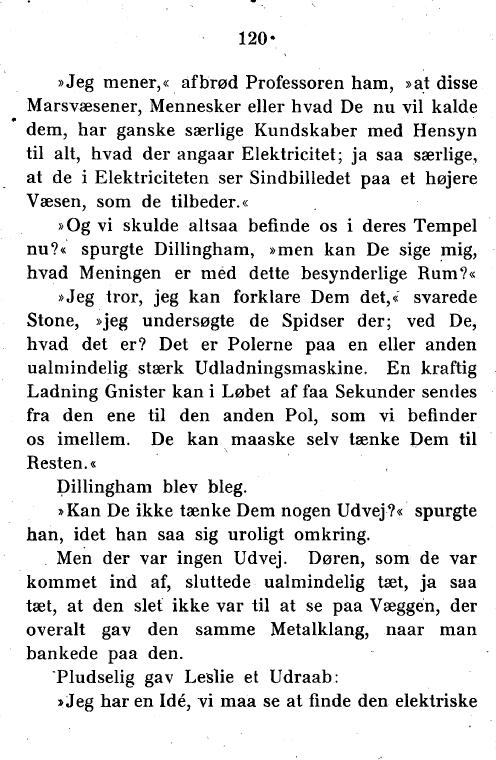 120·
»Jeg mener,« afbrød Professoren ham, »at disse
Marsvæsener, Mennesker eller hvad De nu vil kalde
dem, har ganske særlige Kundskaber med Hensyn
til alt, hvad der angaar Elektricitet; ja saa særlige,
at de i Elektriciteten ser Sindbilledet paa et højere
Væsen, som de tilbeder.«
»Og vi skulde altsaa befinde os i deres Tempel
nu?« spurgte Dillingham, »men kan De sige mig,
hvad Meningen er med dette besynderlige Rum?«
»Jeg tror, jeg kan forklare Dem det,« svarede
Stone, »jeg undersøgte de Spidser der; ved De,
hvad det er? Det er Polerne paa en eller anden
ualmindelig stærk Udladningsmaskine. En kraftig
Ladning Gnister kan i Løbet af faa Sekunder sendes
fra den ene til den anden Pol, som vi befinder
os imellem. De kan maaske selv tænke Dem til
Resten.«
Dillingham blev bleg.
»Kan De ikke tænke Dem nogen Udvej?« spurgte
han, idet han saa sig uroligt omkring.
Men der var ingen Udvej. Døren, som de var
kommet ind af, sluttede ualmindelig tæt, ja saa
tæt, at den slet ikke var til at se paa Væggen, der
overalt gav den samme Metalklang, naar man
bankede paa den.
Pludselig gav Leslie et Udraab:
»Jeg har en Idé, vi maa se at finde den elektriske